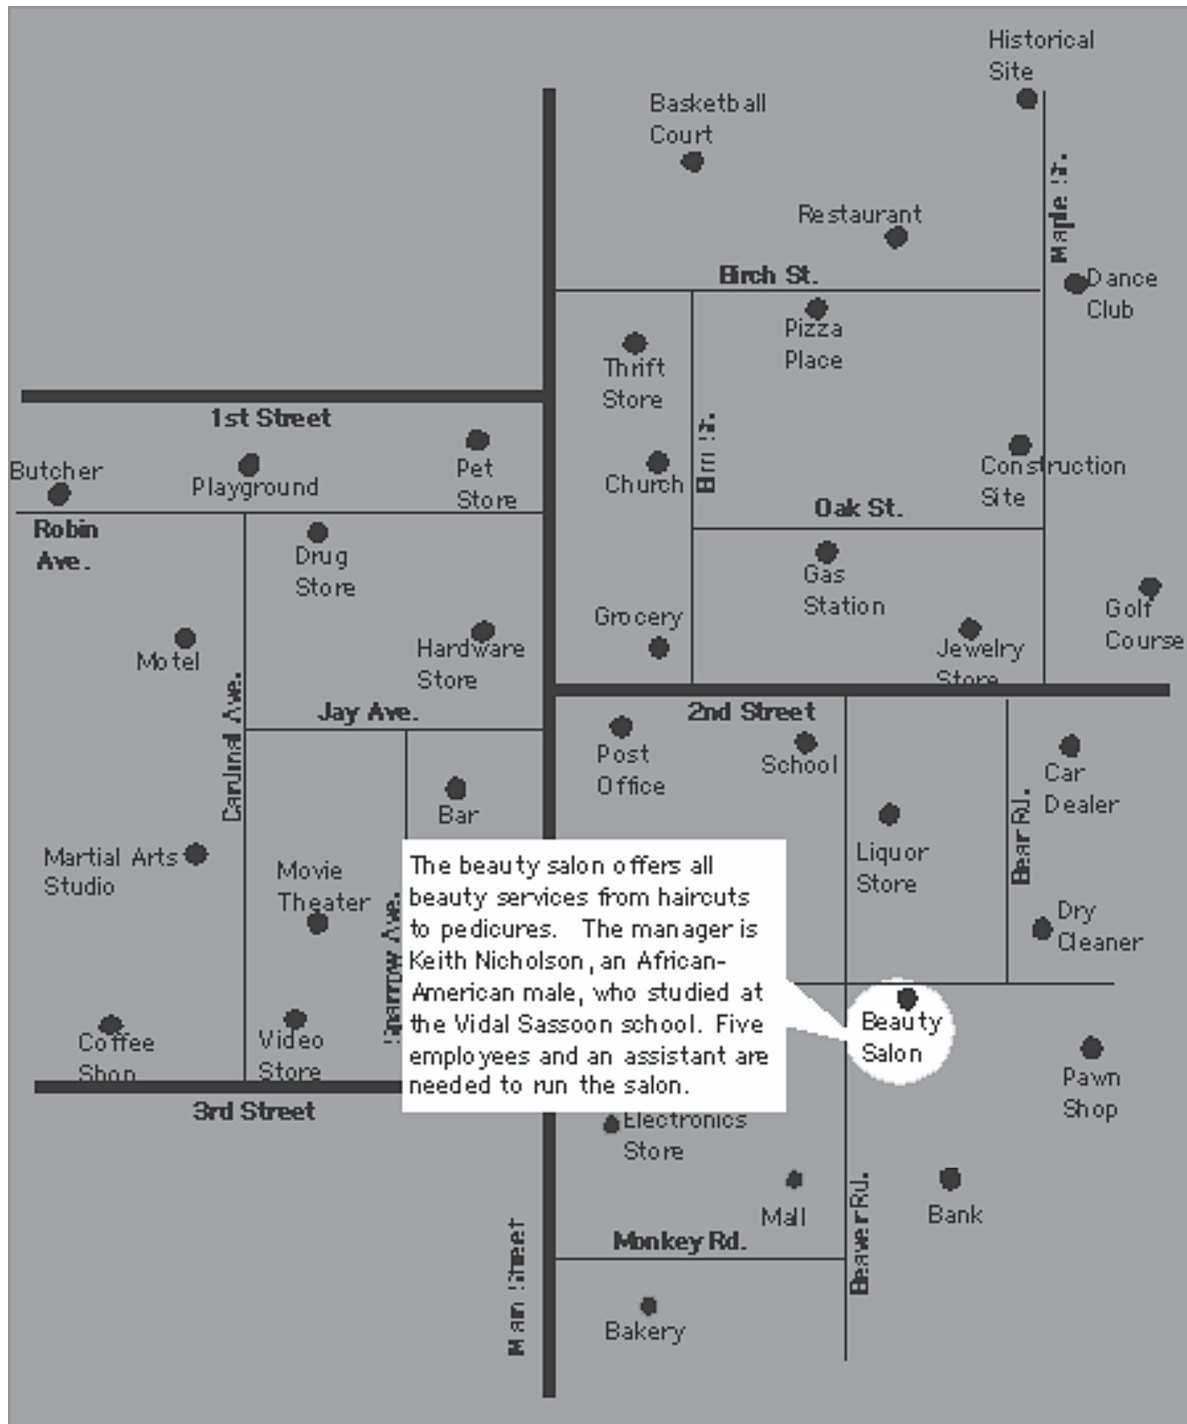 Historical
Site
Basketball
Court
Maple St.
Restaurant
Birch St.
Dance
Club
Pizza
Place
Thrift
Store
1st Street
Elm St.
Butcher
Playground
Pet
Store
Church
Construction
Site
Oak St.
Robin
Ave.
Drug
Store
Gas
Station
Grocery
Golf
Course
Motel
Hardware
Store
Jewelry
Store
Cardinal Ave.
Jay Ave.
2nd Street
Post
Office
School
Car
Dealer
Bar
Bear Rd.
Liquor
Store
Martial Arts
Studio
Movie
Theater
The beauty salon offers all
beauty services from haircuts
to pedicures. The manager is
Keith Nicholson, an African-
American male, who studied at
the Vidal Sassoon school. Five
employees and an assistant are
needed to run the salon.
Dry
Cleaner
Sparrow Ave.
Beauty
Salon
Coffee
Shop
Video
Store
Pawn
Shop
3rd Street
Electronics
Store
Mall
Bank
Beaver Rd.
Monkey Rd.
Main Street
Bakery